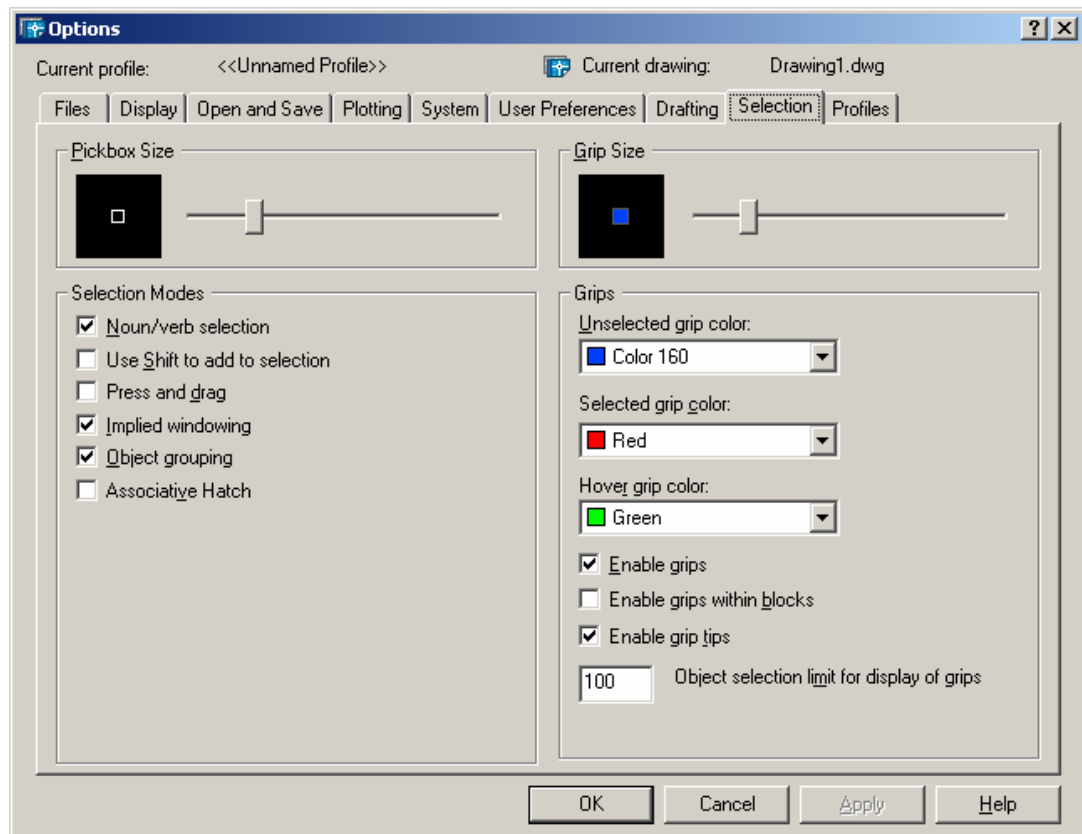 Options
Current profile: <<Unnamed Profile>> Current drawing: Drawing1.dwg
Files Display Open and Save Plotting System User Preferences Drafting Selection Profiles
Pickbox Size
Grip Size
Selection Modes
Noun/verb selection
Use Shift to add to selection
Press and drag
Implied windowing
Object grouping
Associative Hatch
Grips
Unselected grip color:
Color 160
Selected grip color:
Red
Hover grip color:
Green
Enable grips
Enable grips within blocks
Enable grip tips
100 Object selection limit for display of grips
OK Cancel Apply Help